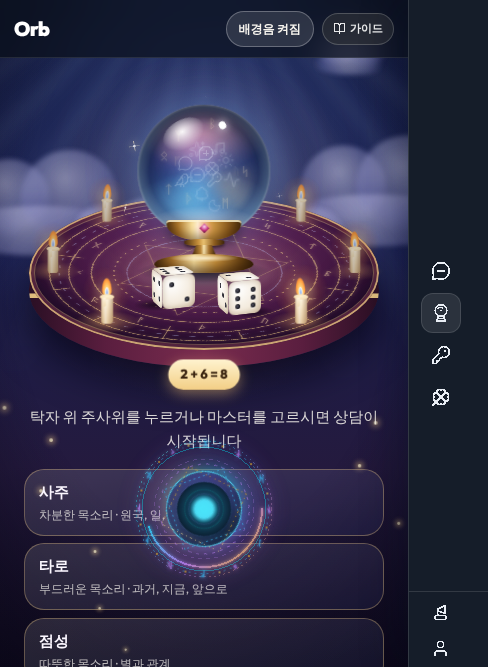 Orb
배경음 켜짐
가이드
2+6=8
탁자 위 주사위를 누르거나 마스터를 고르시면 상담이
시작됩니다
사주
차분한 목소리·원국, 일,
타로
부드러운 목소리·과거, 지금, 앞으로
점성
따뜻한 목소리·별과 관계